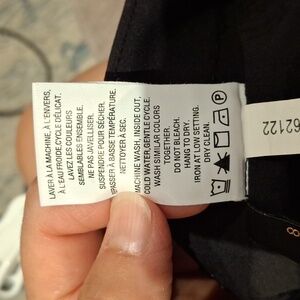 LAVER À LA MACHINE, À L'ENVERS,
À L'EAU FROIDE, CYCLE DÉLICAT,
LAVEZ LES COULEURS
SEMBLABLES ENSEMBLE.
NE PAS JAVELLISER.
SUSPENDRE POUR SÉCHER.
REPASSER À BASSE TEMPÉRATURE.
NETTOYER À SEC.
MACHINE WASH, INSIDE OUT,
COLD WATER, GENTLE CYCLE,
WASH SIMILAR COLORS
TOGETHER.
DO NOT BLEACH.
HANG TO DRY.
IRON AT LOW SETTING.
DRY CLEAN.
P
62122
8